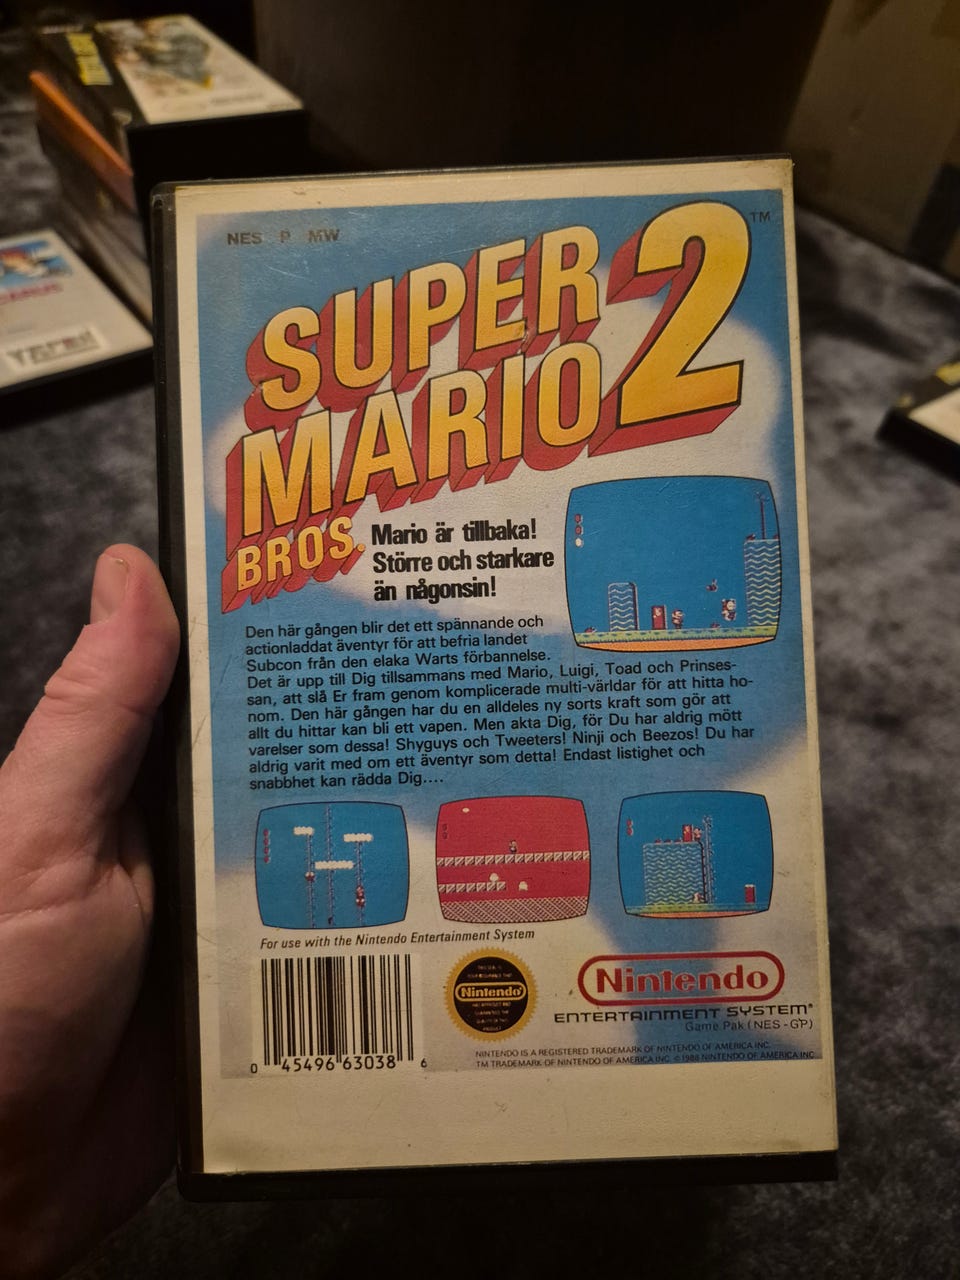 NES P MW
SUPER
MARIO
BROS. 2™
Mario är tillbaka!
Större och starkare
än någonsin!
Den här gången blir det ett spännande och
actionladdat äventyr för att befria landet
Subcon från den elaka Warts förbannelse.
Det är upp till Dig tillsammans med Mario, Luigi, Toad och Prinses-
san, att slå Er fram genom komplicerade multi-världar för att hitta ho-
nom. Den här gången har du en alldeles ny sorts kraft som gör att
allt du hittar kan bli ett vapen. Men akta Dig, för Du har aldrig mött
varelser som dessa! Shyguys och Tweeters! Ninji och Beezos! Du har
aldrig varit med om ett äventyr som detta! Endast listighet och
snabbhet kan rädda Dig....
For use with the Nintendo Entertainment System
0 45496 63038 6
Nintendo
Nintendo
ENTERTAINMENT SYSTEM®
Game Pak (NES-GP)
NINTENDO IS A REGISTERED TRADEMARK OF NINTENDO OF AMERICA INC.
TM TRADEMARK OF NINTENDO OF AMERICA INC. © 1988 NINTENDO OF AMERICA INC.